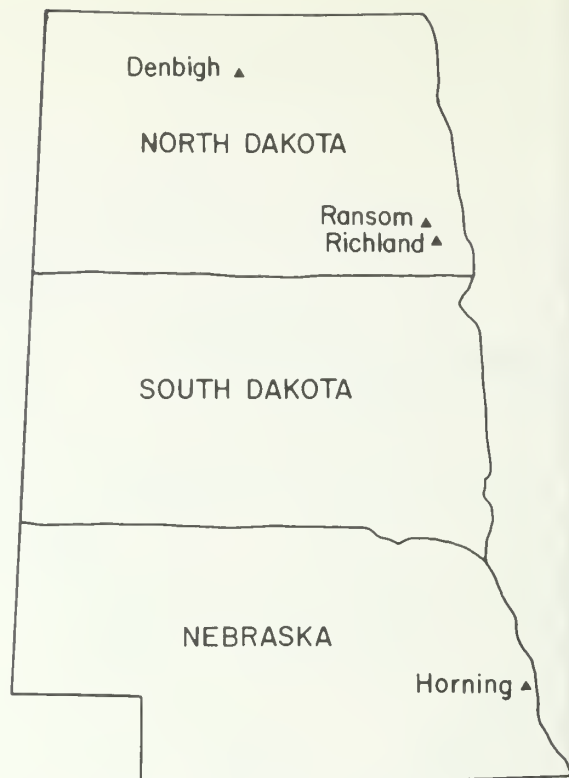 Denbigh
NORTH DAKOTA
Ransom
Richland
SOUTH DAKOTA
NEBRASKA
Horning